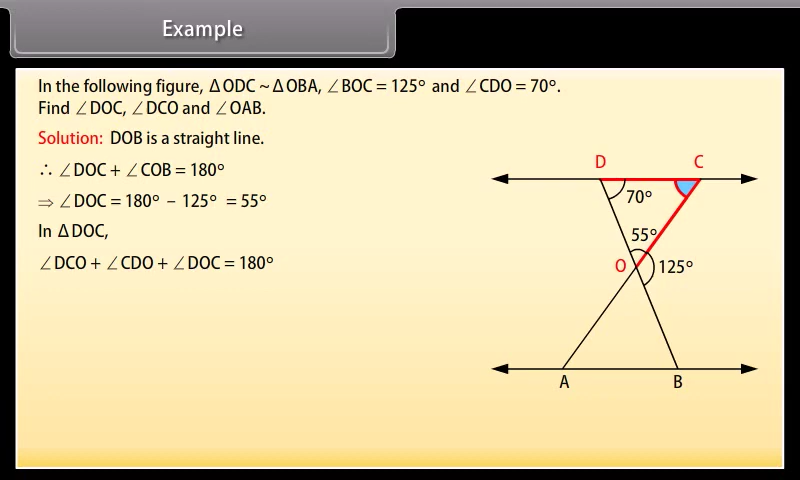 Example
In the following figure, ΔODC ~ ΔOBA, ∠BOC = 125° and ∠CDO = 70°.
Find ∠DOC, ∠DCO and ∠OAB.
Solution: DOB is a straight line.
∴ ∠DOC + ∠COB = 180°
⇒ ∠DOC = 180° – 125° = 55°
In ΔDOC,
∠DCO + ∠CDO + ∠DOC = 180°
D C
70°
55°
O 125°
A B